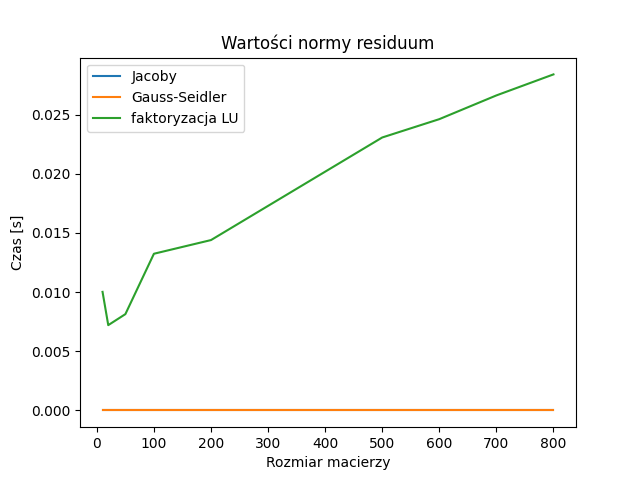 Wartości normy residuum
Jacoby
Gauss-Seidler
faktoryzacja LU
0.025
0.020
0.015
0.010
0.005
0.000
Czas [s]
0 100 200 300 400 500 600 700 800
Rozmiar macierzy